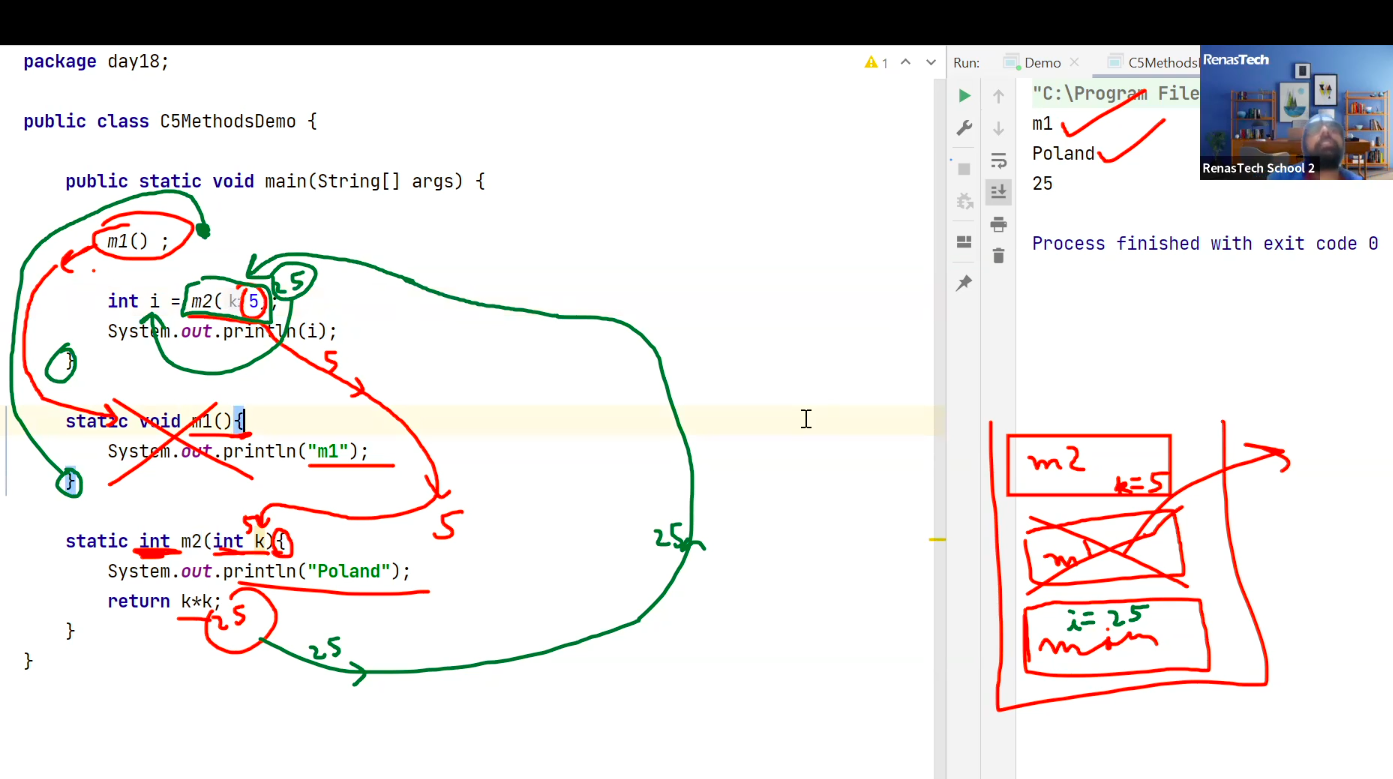 package day18;
1
Run:
Demo
C5Methods
RenasTech
public class C5MethodsDemo {
"C:\Program File
m1
public static void main(String[] args) {
Poland
RenasTech School 2
25
m1() ;
Process finished with exit code 0
25
int i = m2( k: 5);
System.out.println(i);
}
5
static void m1(){
System.out.println("m1");
}
m2
k=5
5
5
static int m2(int k){
25
System.out.println("Poland");
return k*k;
25
i=25
main
25
}
}